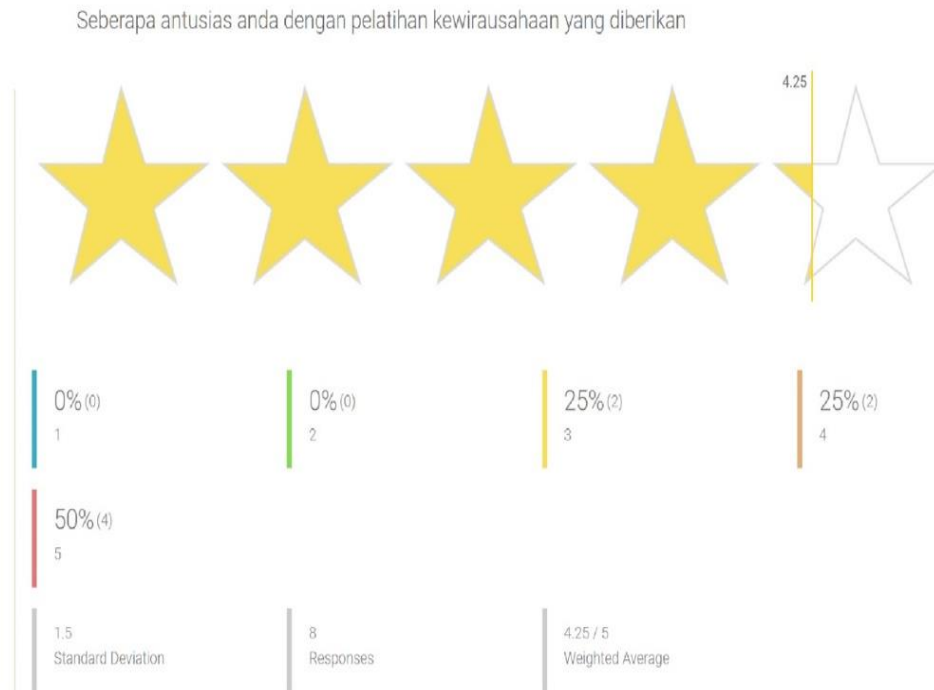 Seberapa antusias anda dengan pelatihan kewirausahaan yang diberikan
4.25
0% (0)
1
0% (0)
2
25% (2)
3
25% (2)
4
50% (4)
5
1.5
Standard Deviation
8
Responses
4.25 / 5
Weighted Average